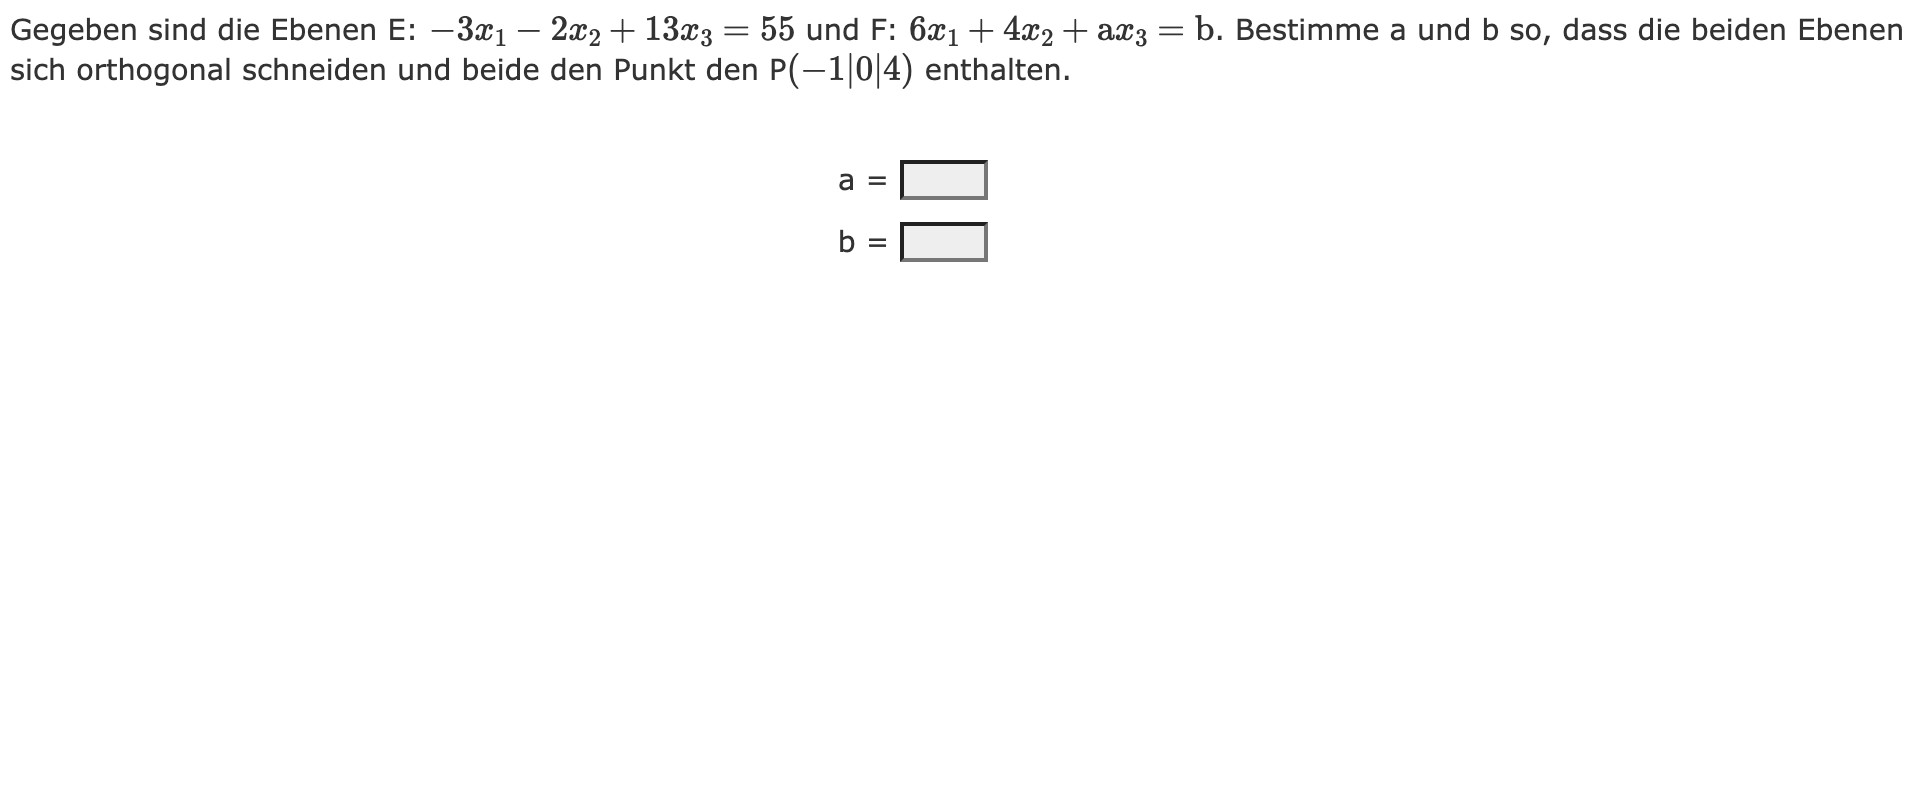 Gegeben sind die Ebenen E: −3x₁ − 2x₂ + 13x₃ = 55 und F: 6x₁ + 4x₂ + ax₃ = b. Bestimme a und b so, dass die beiden Ebenen
sich orthogonal schneiden und beide den Punkt den P(−1|0|4) enthalten.
a =
b =